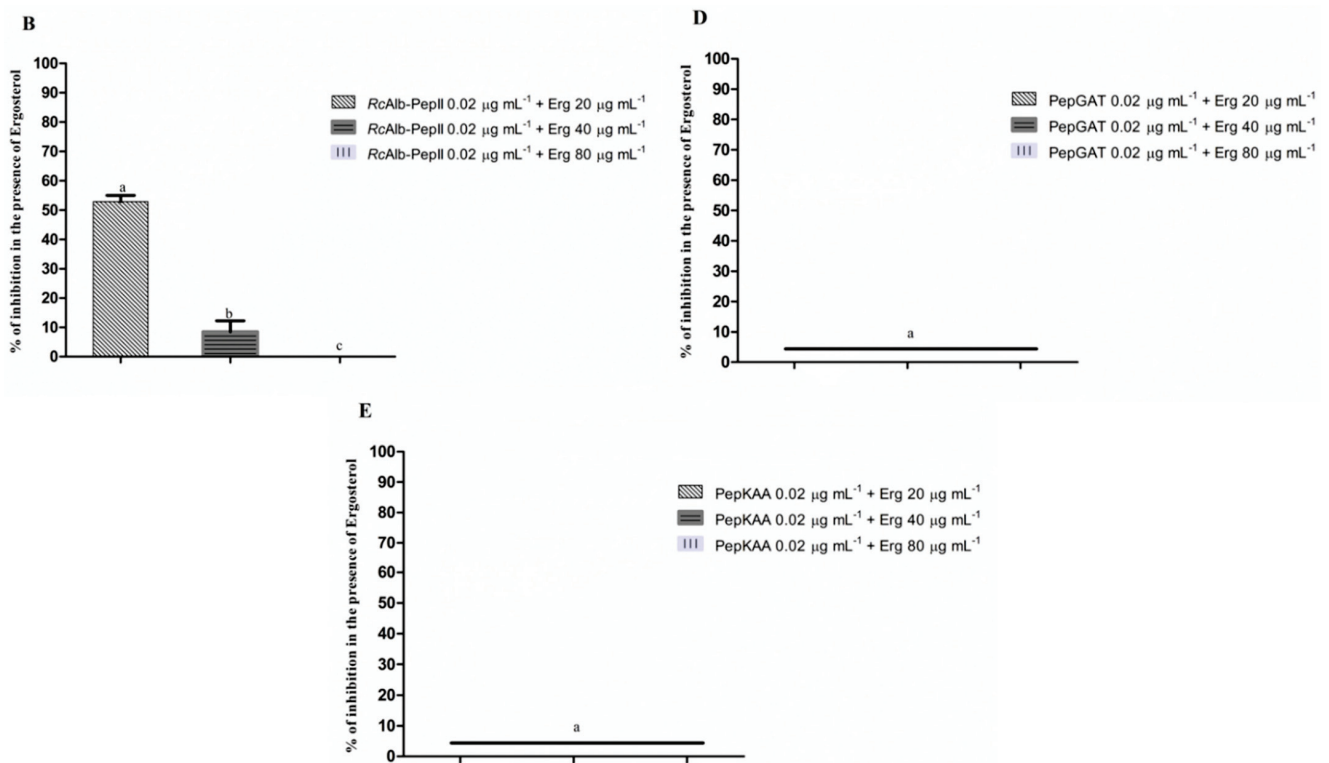 B
% of inhibition in the presence of Ergosterol
100
90
80
70
60
50
40
30
20
10
0
a
b
c
RcAlb-PepII 0.02 µg mL⁻¹ + Erg 20 µg mL⁻¹
RcAlb-PepII 0.02 µg mL⁻¹ + Erg 40 µg mL⁻¹
RcAlb-PepII 0.02 µg mL⁻¹ + Erg 80 µg mL⁻¹
D
% of inhibition in the presence of Ergosterol
100
90
80
70
60
50
40
30
20
10
0
a
PepGAT 0.02 µg mL⁻¹ + Erg 20 µg mL⁻¹
PepGAT 0.02 µg mL⁻¹ + Erg 40 µg mL⁻¹
PepGAT 0.02 µg mL⁻¹ + Erg 80 µg mL⁻¹
E
% of inhibition in the presence of Ergosterol
100
90
80
70
60
50
40
30
20
10
0
a
PepKAA 0.02 µg mL⁻¹ + Erg 20 µg mL⁻¹
PepKAA 0.02 µg mL⁻¹ + Erg 40 µg mL⁻¹
PepKAA 0.02 µg mL⁻¹ + Erg 80 µg mL⁻¹